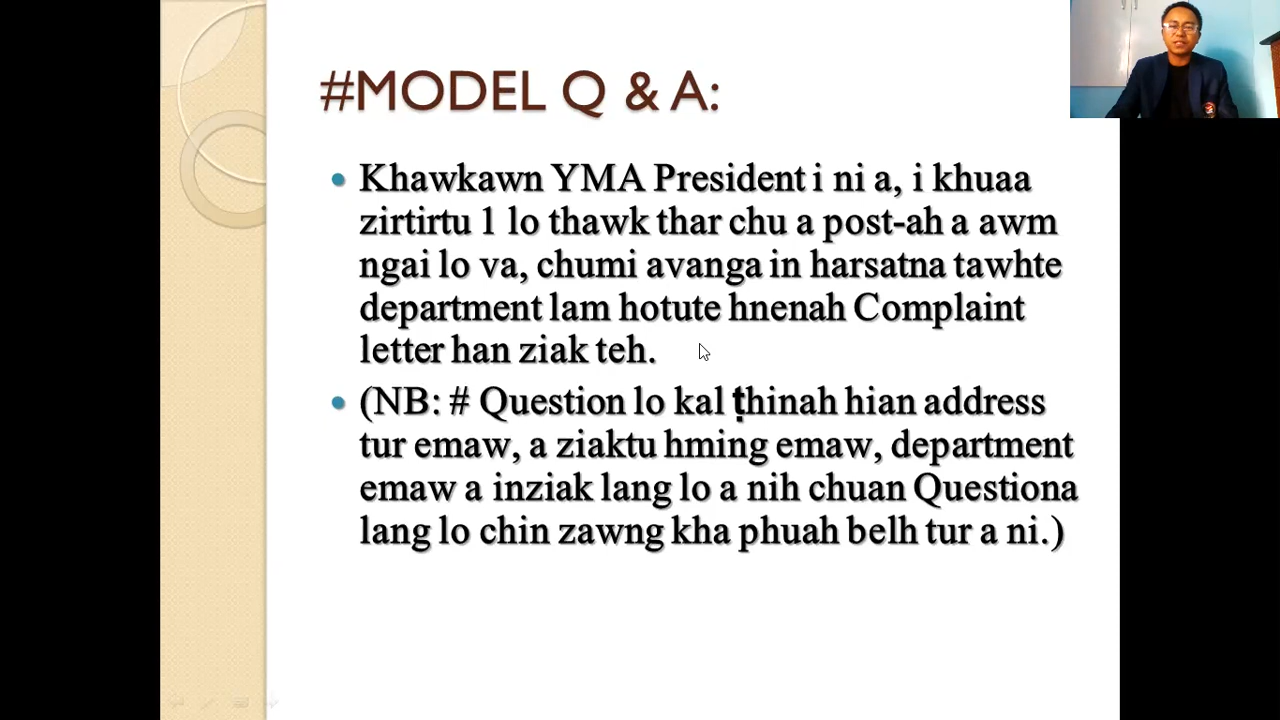 #MODEL Q & A:
Khawkawn YMA President i ni a, i khuaa
zirtirtu 1 lo thawk thar chu a post-ah a awm
ngai lo va, chumi avanga in harsatna tawhte
department lam hotute hnenah Complaint
letter han ziak teh.
(NB: # Question lo kal ṭhinah hian address
tur emaw, a ziaktu hming emaw, department
emaw a inziak lang lo a nih chuan Questiona
lang lo chin zawng kha phuah belh tur a ni.)